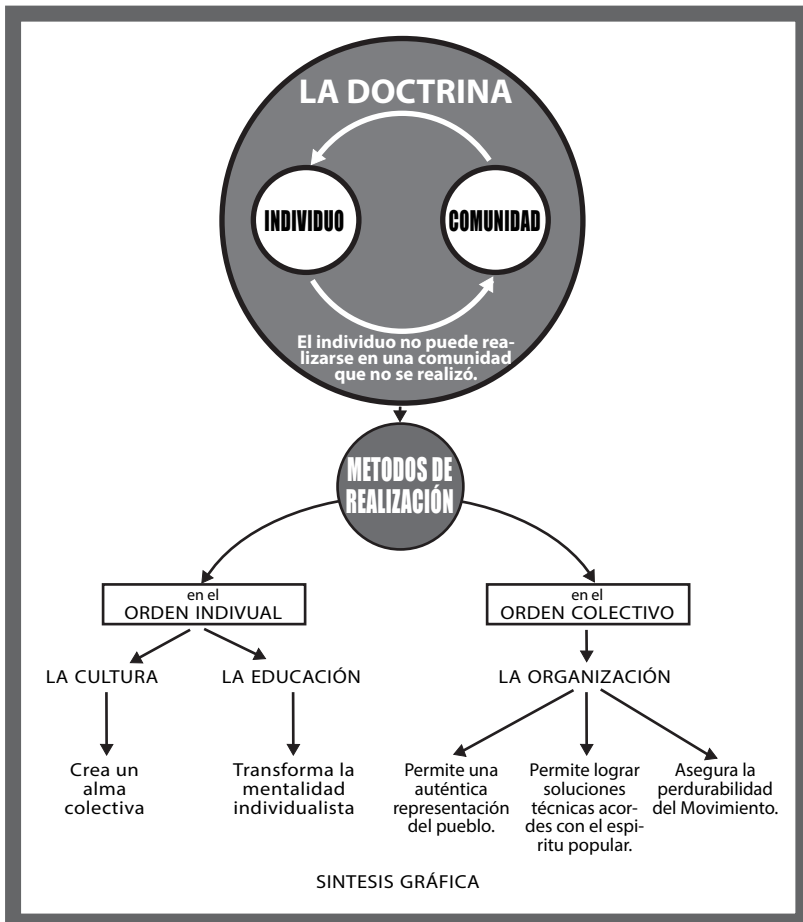 LA DOCTRINA
INDIVIDUO
COMUNIDAD
El individuo no puede rea-
lizarse en una comunidad
que no se realizó.
METODOS DE
REALIZACIÓN
en el
ORDEN INDIVUAL
en el
ORDEN COLECTIVO
LA CULTURA
LA EDUCACIÓN
LA ORGANIZACIÓN
Crea un
alma
colectiva
Transforma la
mentalidad
individualista
Permite una
auténtica
representación
del pueblo.
Permite lograr
soluciones
técnicas acor-
des con el espi-
ritu popular.
Asegura la
perdurabilidad
del Movimiento.
SINTESIS GRÁFICA